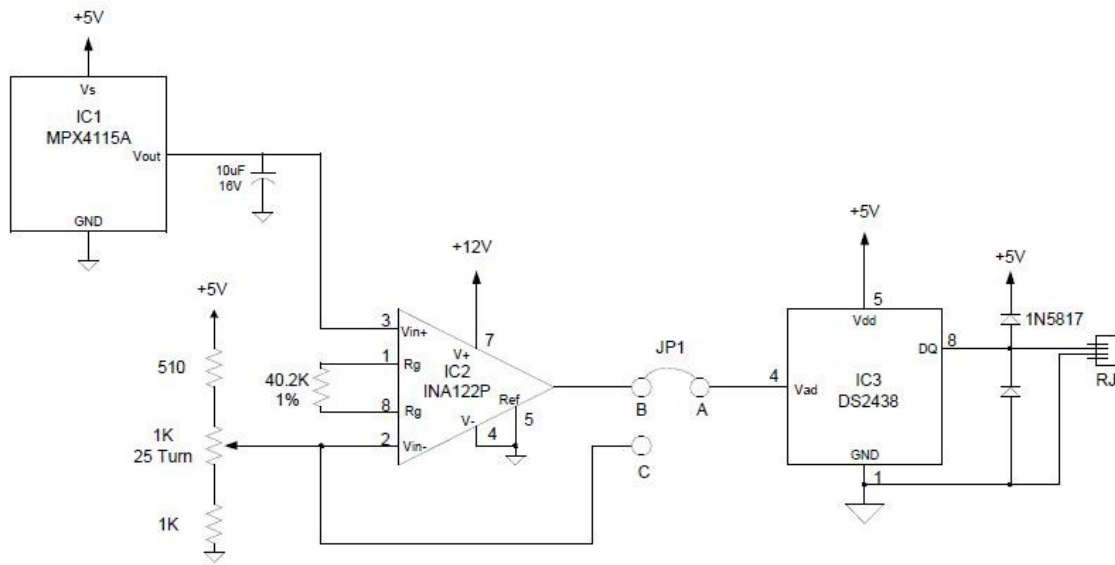 +5V
Vs
IC1
MPX4115A
Vout
GND
10uF
16V
+12V
+5V
+5V
+5V
510
1K
25 Turn
1K
40.2K
1%
3
Vin+
1
Rg
8
Rg
2
Vin-
7
V+
IC2
INA122P
Ref
V-
4
5
JP1
B
A
C
4
Vad
5
Vdd
IC3
DS2438
DQ
8
GND
1
1N5817
RJ